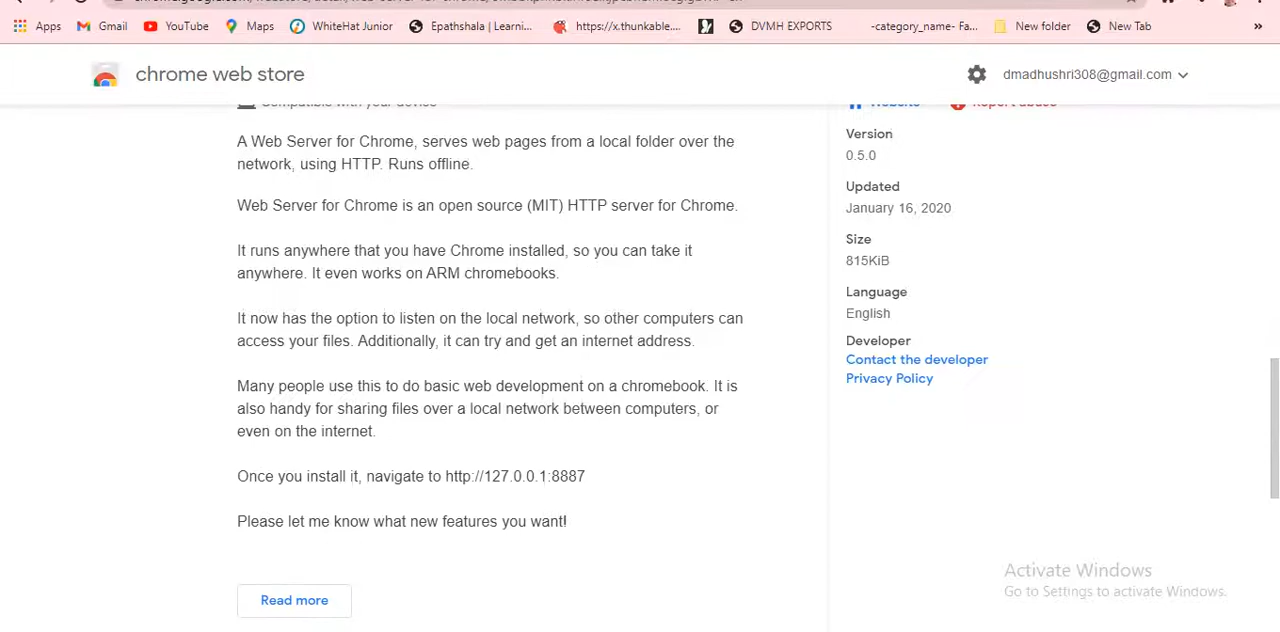 Apps Gmail YouTube Maps WhiteHat Junior Epathshala | Learni... https://x.thunkable.... DVMH EXPORTS -category_name- Fa... New folder New Tab »
chrome web store
dmadhushri308@gmail.com
Compatible with your device
Website Report abuse
A Web Server for Chrome, serves web pages from a local folder over the
network, using HTTP. Runs offline.
Web Server for Chrome is an open source (MIT) HTTP server for Chrome.
It runs anywhere that you have Chrome installed, so you can take it
anywhere. It even works on ARM chromebooks.
It now has the option to listen on the local network, so other computers can
access your files. Additionally, it can try and get an internet address.
Many people use this to do basic web development on a chromebook. It is
also handy for sharing files over a local network between computers, or
even on the internet.
Once you install it, navigate to http://127.0.0.1:8887
Please let me know what new features you want!
Read more
Version
0.5.0
Updated
January 16, 2020
Size
815KiB
Language
English
Developer
Contact the developer
Privacy Policy
Activate Windows
Go to Settings to activate Windows.